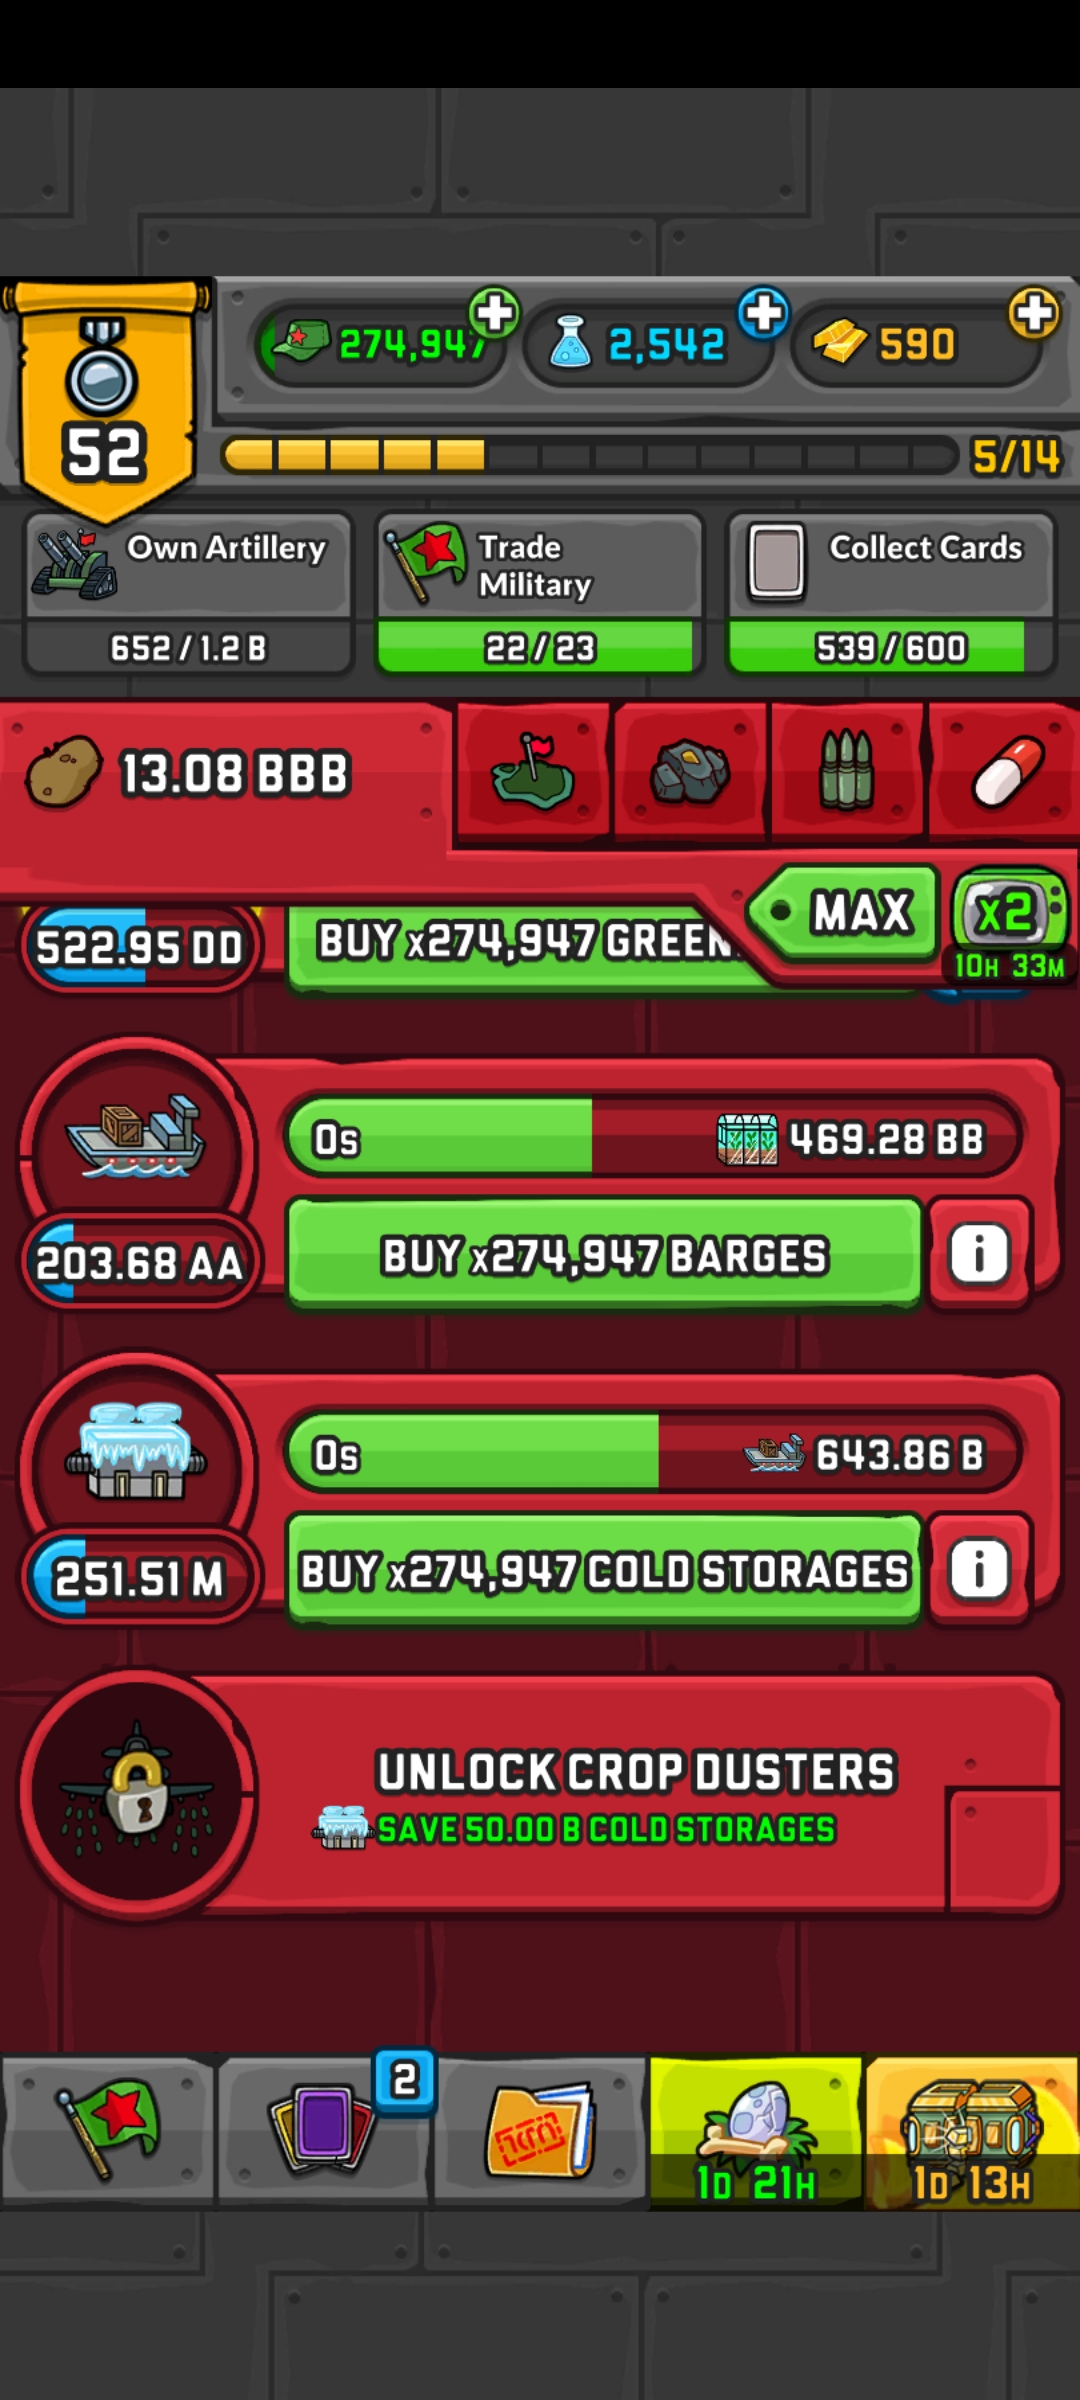 274,947
2,542
590
52
5/14
Own Artillery
652 / 1.2 B
Trade
Military
22 / 23
Collect Cards
539 / 600
13.08 BBB
MAX
x2
10H 33M
522.95 DD
BUY x274,947 GREEN
0s
469.28 BB
203.68 AA
BUY x274,947 BARGES
i
0s
643.86 B
251.51 M
BUY x274,947 COLD STORAGES
i
UNLOCK CROP DUSTERS
SAVE 50.00 B COLD STORAGES
2
1D 21H
1D 13H